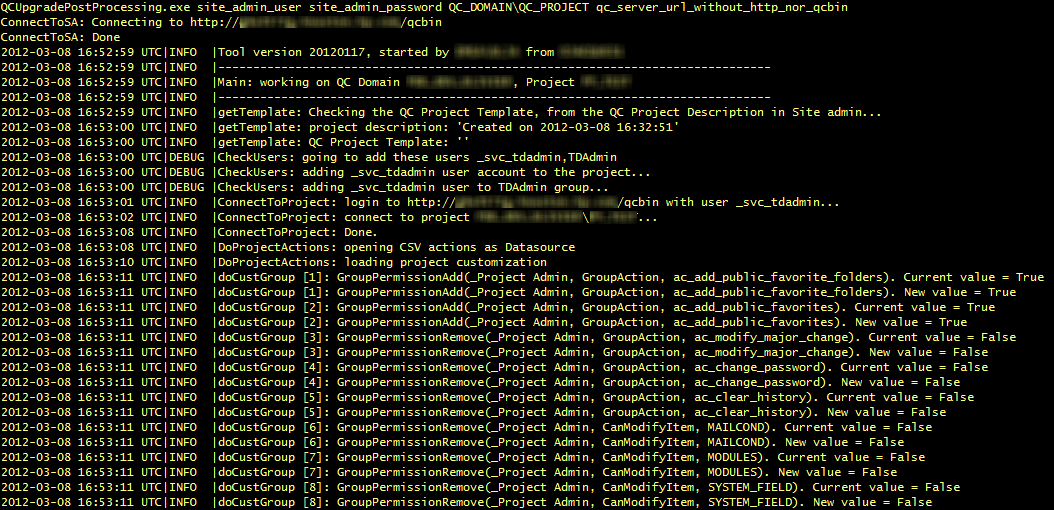 QCUpgradePostProcessing.exe site_admin_user site_admin_password QC_DOMAIN\QC_PROJECT qc_server_url_without_http_nor_qcbin
ConnectToSA: Connecting to http://  /qcbin
ConnectToSA: Done
2012-03-08 16:52:59 UTC|INFO  |Tool version 20120117, started by  from
2012-03-08 16:52:59 UTC|INFO  |-------------------------------------------------------------------------------
2012-03-08 16:52:59 UTC|INFO  |Main: working on QC Domain  , Project
2012-03-08 16:52:59 UTC|INFO  |-------------------------------------------------------------------------------
2012-03-08 16:52:59 UTC|INFO  |getTemplate: Checking the QC Project Template, from the QC Project Description in Site admin...
2012-03-08 16:53:00 UTC|INFO  |getTemplate: project description: 'Created on 2012-03-08 16:32:51'
2012-03-08 16:53:00 UTC|INFO  |getTemplate: QC Project Template: ''
2012-03-08 16:53:00 UTC|DEBUG |CheckUsers: going to add these users _svc_tdadmin,TDAdmin
2012-03-08 16:53:00 UTC|DEBUG |CheckUsers: adding _svc_tdadmin user account to the project...
2012-03-08 16:53:00 UTC|DEBUG |CheckUsers: adding _svc_tdadmin user to TDAdmin group...
2012-03-08 16:53:01 UTC|INFO  |ConnectToProject: login to http://  /qcbin with user _svc_tdadmin...
2012-03-08 16:53:02 UTC|INFO  |ConnectToProject: connect to project  \  ...
2012-03-08 16:53:08 UTC|INFO  |ConnectToProject: Done.
2012-03-08 16:53:08 UTC|INFO  |DoProjectActions: opening CSV actions as Datasource
2012-03-08 16:53:10 UTC|INFO  |DoProjectActions: loading project customization
2012-03-08 16:53:11 UTC|INFO  |doCustGroup [1]: GroupPermissionAdd(_Project Admin, GroupAction, ac_add_public_favorite_folders). Current value = True
2012-03-08 16:53:11 UTC|INFO  |doCustGroup [1]: GroupPermissionAdd(_Project Admin, GroupAction, ac_add_public_favorite_folders). New value = True
2012-03-08 16:53:11 UTC|INFO  |doCustGroup [2]: GroupPermissionAdd(_Project Admin, GroupAction, ac_add_public_favorites). Current value = True
2012-03-08 16:53:11 UTC|INFO  |doCustGroup [2]: GroupPermissionAdd(_Project Admin, GroupAction, ac_add_public_favorites). New value = True
2012-03-08 16:53:11 UTC|INFO  |doCustGroup [3]: GroupPermissionRemove(_Project Admin, GroupAction, ac_modify_major_change). Current value = False
2012-03-08 16:53:11 UTC|INFO  |doCustGroup [3]: GroupPermissionRemove(_Project Admin, GroupAction, ac_modify_major_change). New value = False
2012-03-08 16:53:11 UTC|INFO  |doCustGroup [4]: GroupPermissionRemove(_Project Admin, GroupAction, ac_change_password). Current value = False
2012-03-08 16:53:11 UTC|INFO  |doCustGroup [4]: GroupPermissionRemove(_Project Admin, GroupAction, ac_change_password). New value = False
2012-03-08 16:53:11 UTC|INFO  |doCustGroup [5]: GroupPermissionRemove(_Project Admin, GroupAction, ac_clear_history). Current value = False
2012-03-08 16:53:11 UTC|INFO  |doCustGroup [5]: GroupPermissionRemove(_Project Admin, GroupAction, ac_clear_history). New value = False
2012-03-08 16:53:11 UTC|INFO  |doCustGroup [6]: GroupPermissionRemove(_Project Admin, CanModifyItem, MAILCOND). Current value = False
2012-03-08 16:53:11 UTC|INFO  |doCustGroup [6]: GroupPermissionRemove(_Project Admin, CanModifyItem, MAILCOND). New value = False
2012-03-08 16:53:11 UTC|INFO  |doCustGroup [7]: GroupPermissionRemove(_Project Admin, CanModifyItem, MODULES). Current value = False
2012-03-08 16:53:11 UTC|INFO  |doCustGroup [7]: GroupPermissionRemove(_Project Admin, CanModifyItem, MODULES). New value = False
2012-03-08 16:53:11 UTC|INFO  |doCustGroup [8]: GroupPermissionRemove(_Project Admin, CanModifyItem, SYSTEM_FIELD). Current value = False
2012-03-08 16:53:11 UTC|INFO  |doCustGroup [8]: GroupPermissionRemove(_Project Admin, CanModifyItem, SYSTEM_FIELD). New value = False